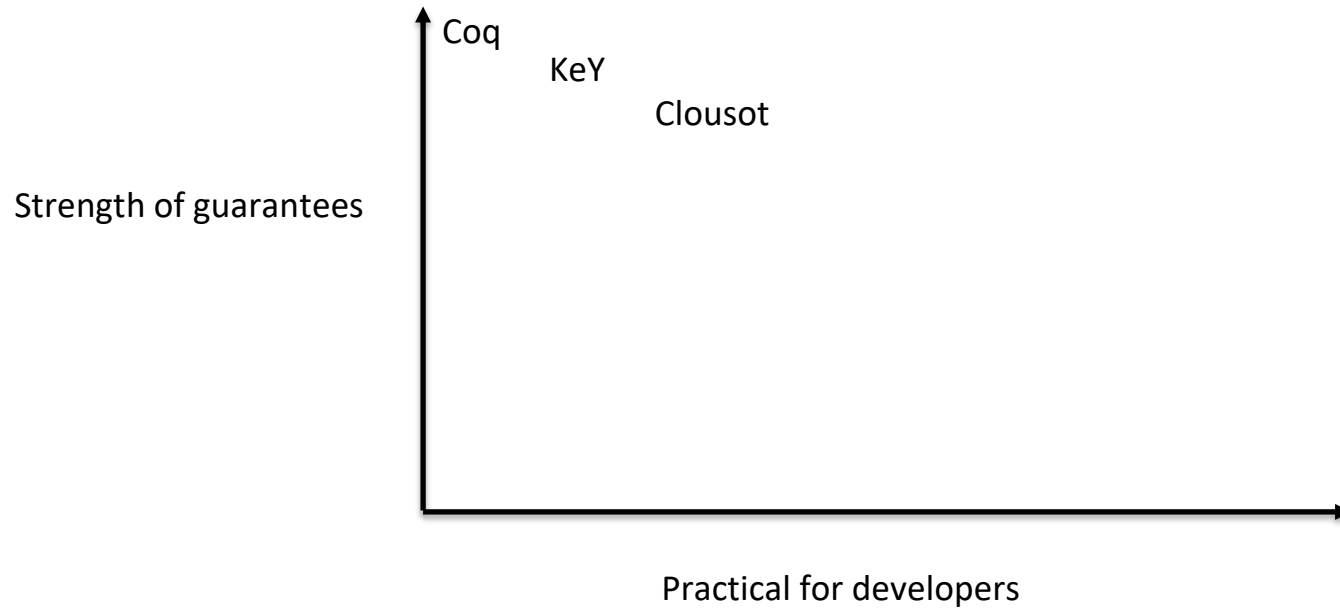 Coq
KeY
Clousot
Strength of guarantees
Practical for developers